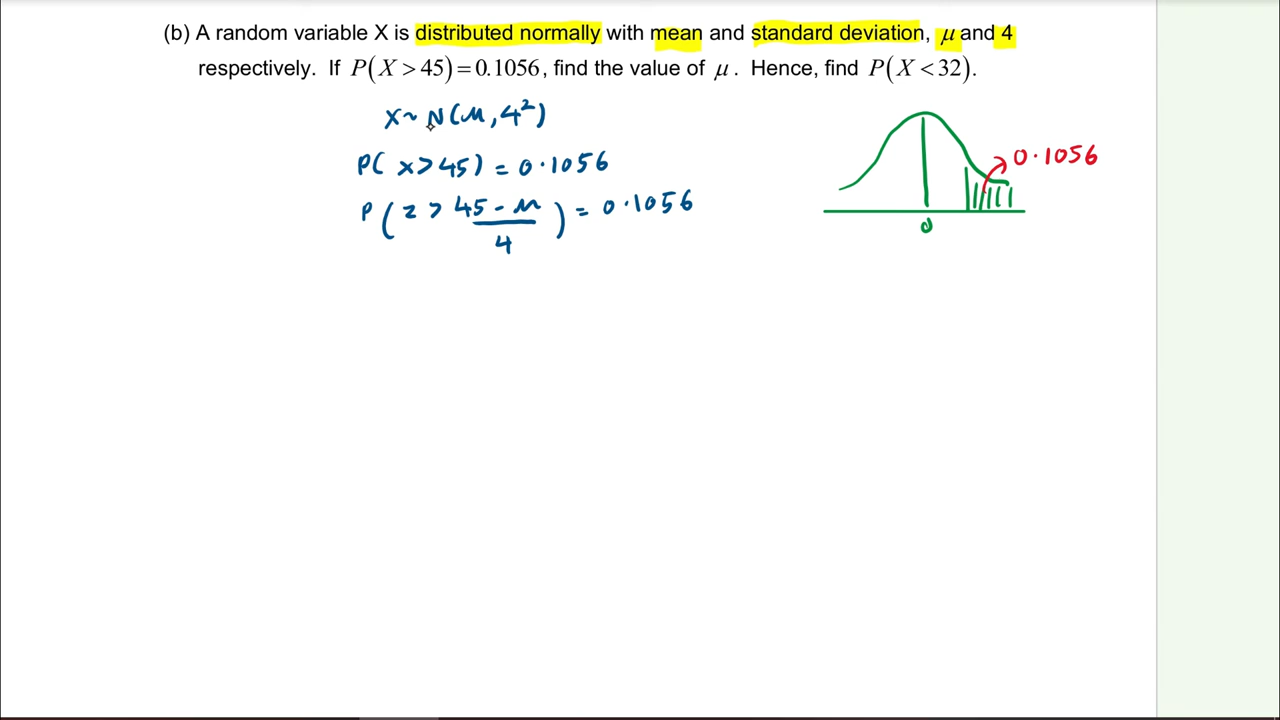 (b) A random variable X is distributed normally with mean and standard deviation, μ and 4
respectively. If P(X > 45) = 0.1056, find the value of μ. Hence, find P(X < 32).
X ~ N(μ, 4²)
P(X > 45) = 0.1056
P(Z > (45 - μ)/4) = 0.1056
0.1056
0